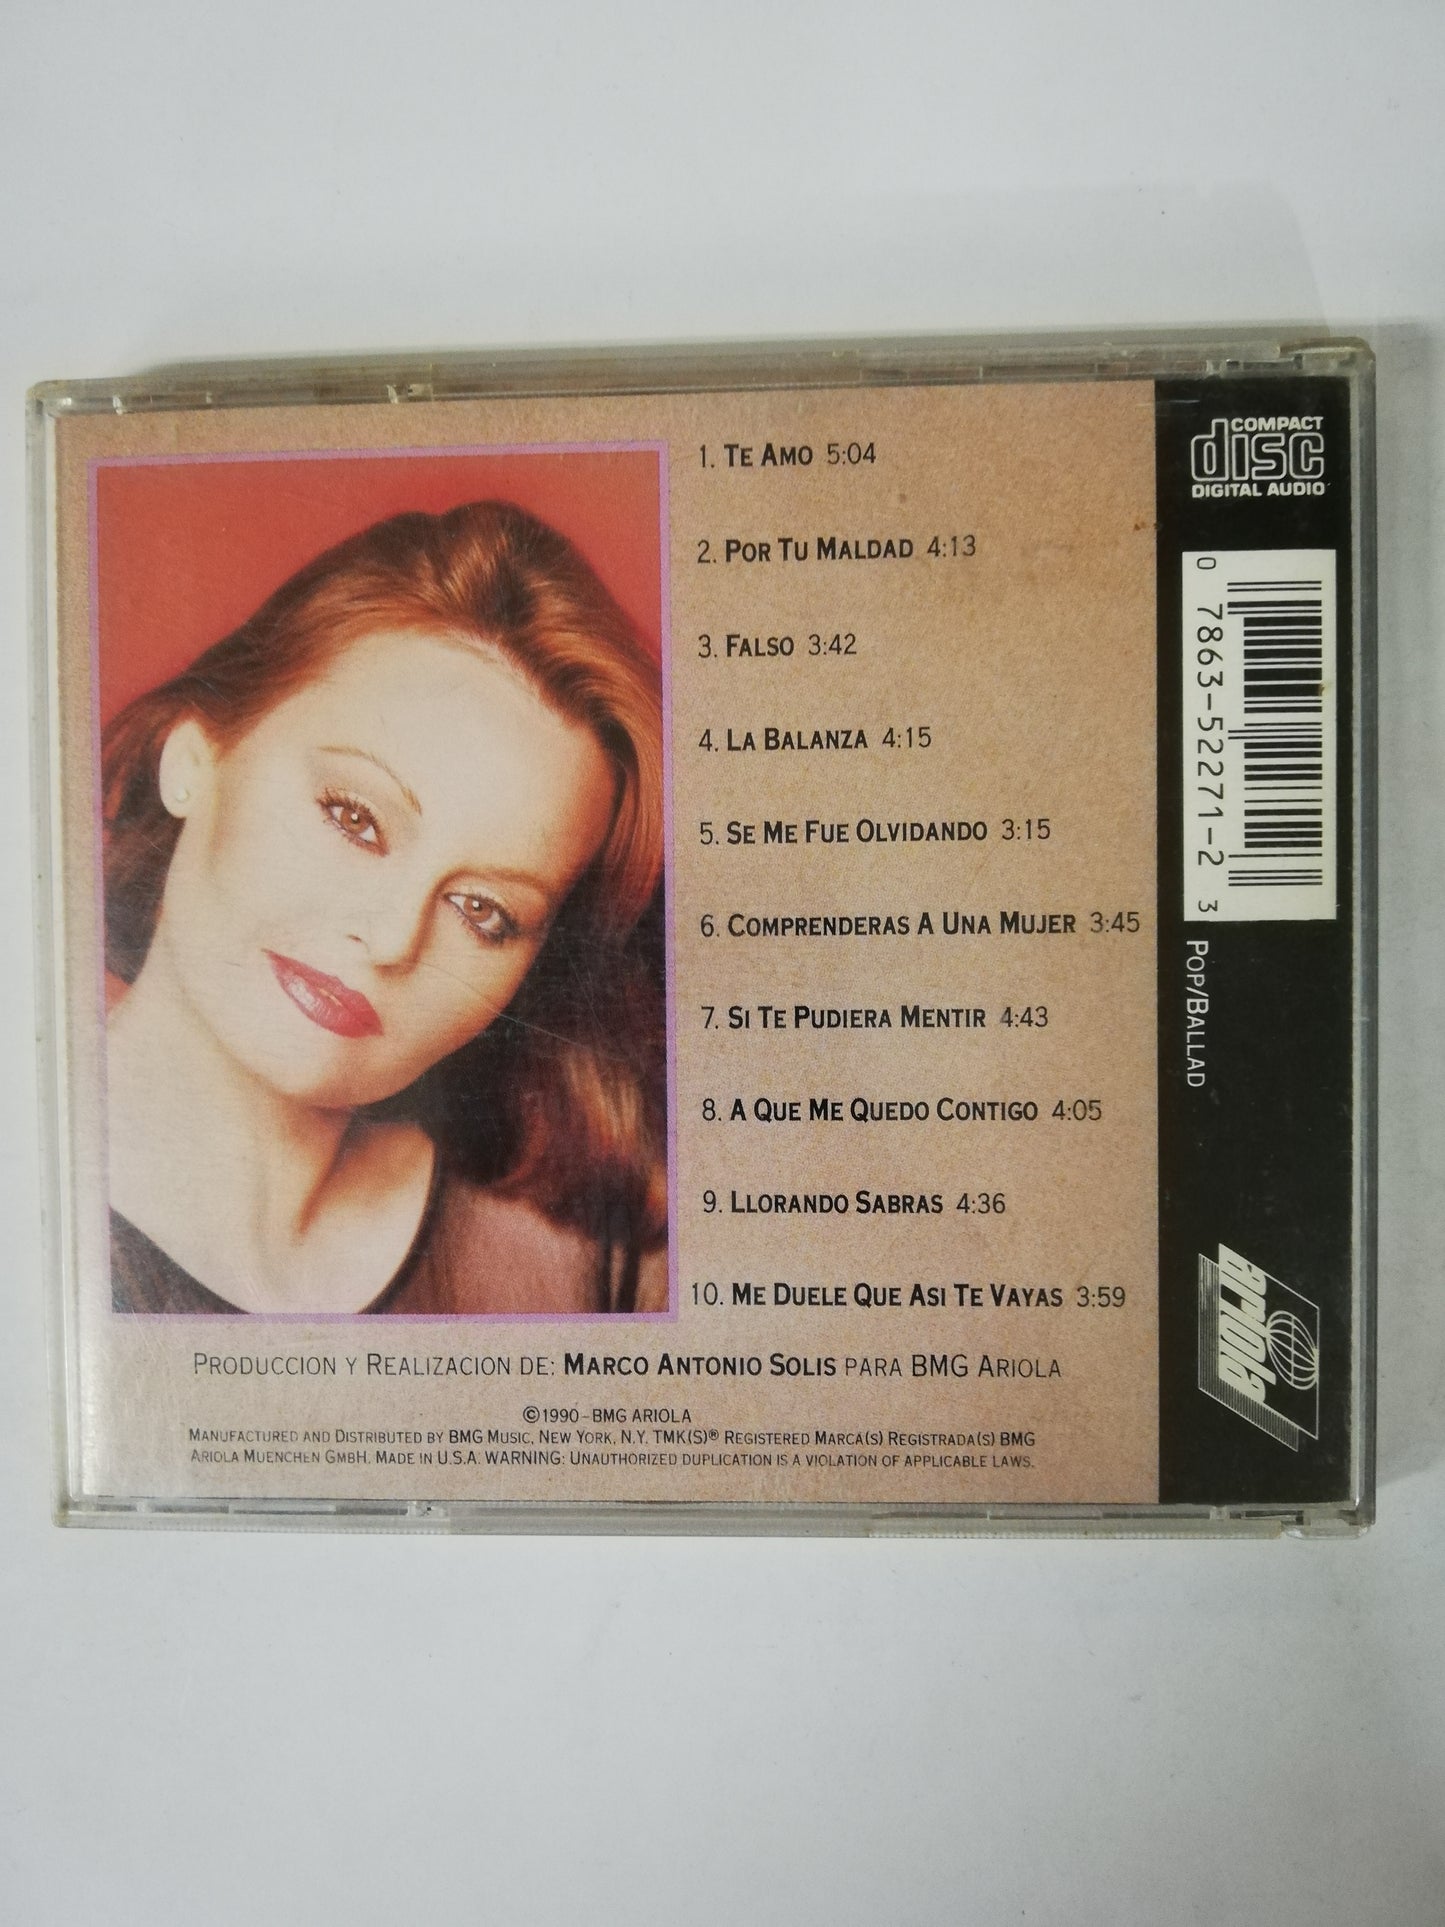 1. TE AMO 5:04
2. POR TU MALDAD 4:13
3. FALSO 3:42
4. LA BALANZA 4:15
5. SE ME FUE OLVIDANDO 3:15
6. COMPRENDERAS A UNA MUJER 3:45
7. SI TE PUDIERA MENTIR 4:43
8. A QUE ME QUEDO CONTIGO 4:05
9. LLORANDO SABRAS 4:36
10. ME DUELE QUE ASI TE VAYAS 3:59
PRODUCCION Y REALIZACION DE: MARCO ANTONIO SOLIS PARA BMG ARIOLA
©1990-BMG ARIOLA
MANUFACTURED AND DISTRIBUTED BY BMG MUSIC, NEW YORK, N.Y. TMK(S)® REGISTERED MARCA(S) REGISTRADA(S) BMG
ARIOLA MUENCHEN GMBH. MADE IN U.S.A. WARNING: UNAUTHORIZED DUPLICATION IS A VIOLATION OF APPLICABLE LAWS.
COMPACT
disc
DIGITAL AUDIO
0 7863-52271-2 3
POP/BALLAD
ariola